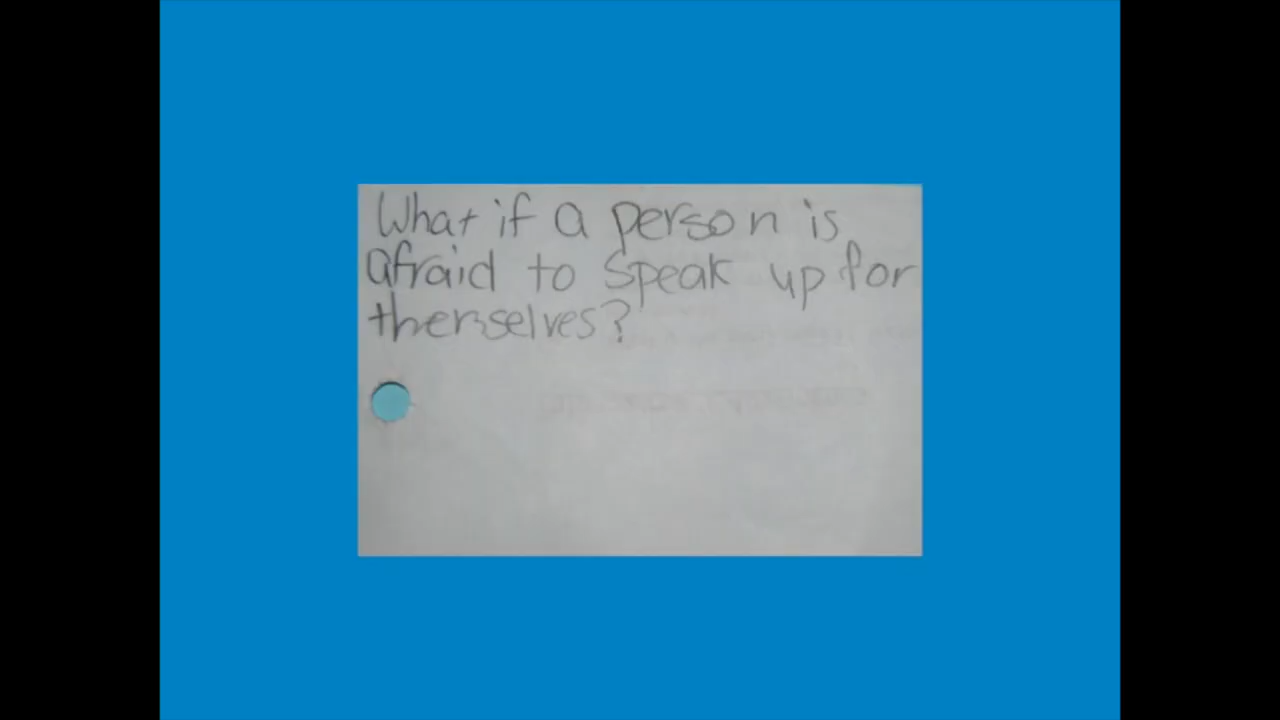 What if a person is
afraid to speak up for
themselves?